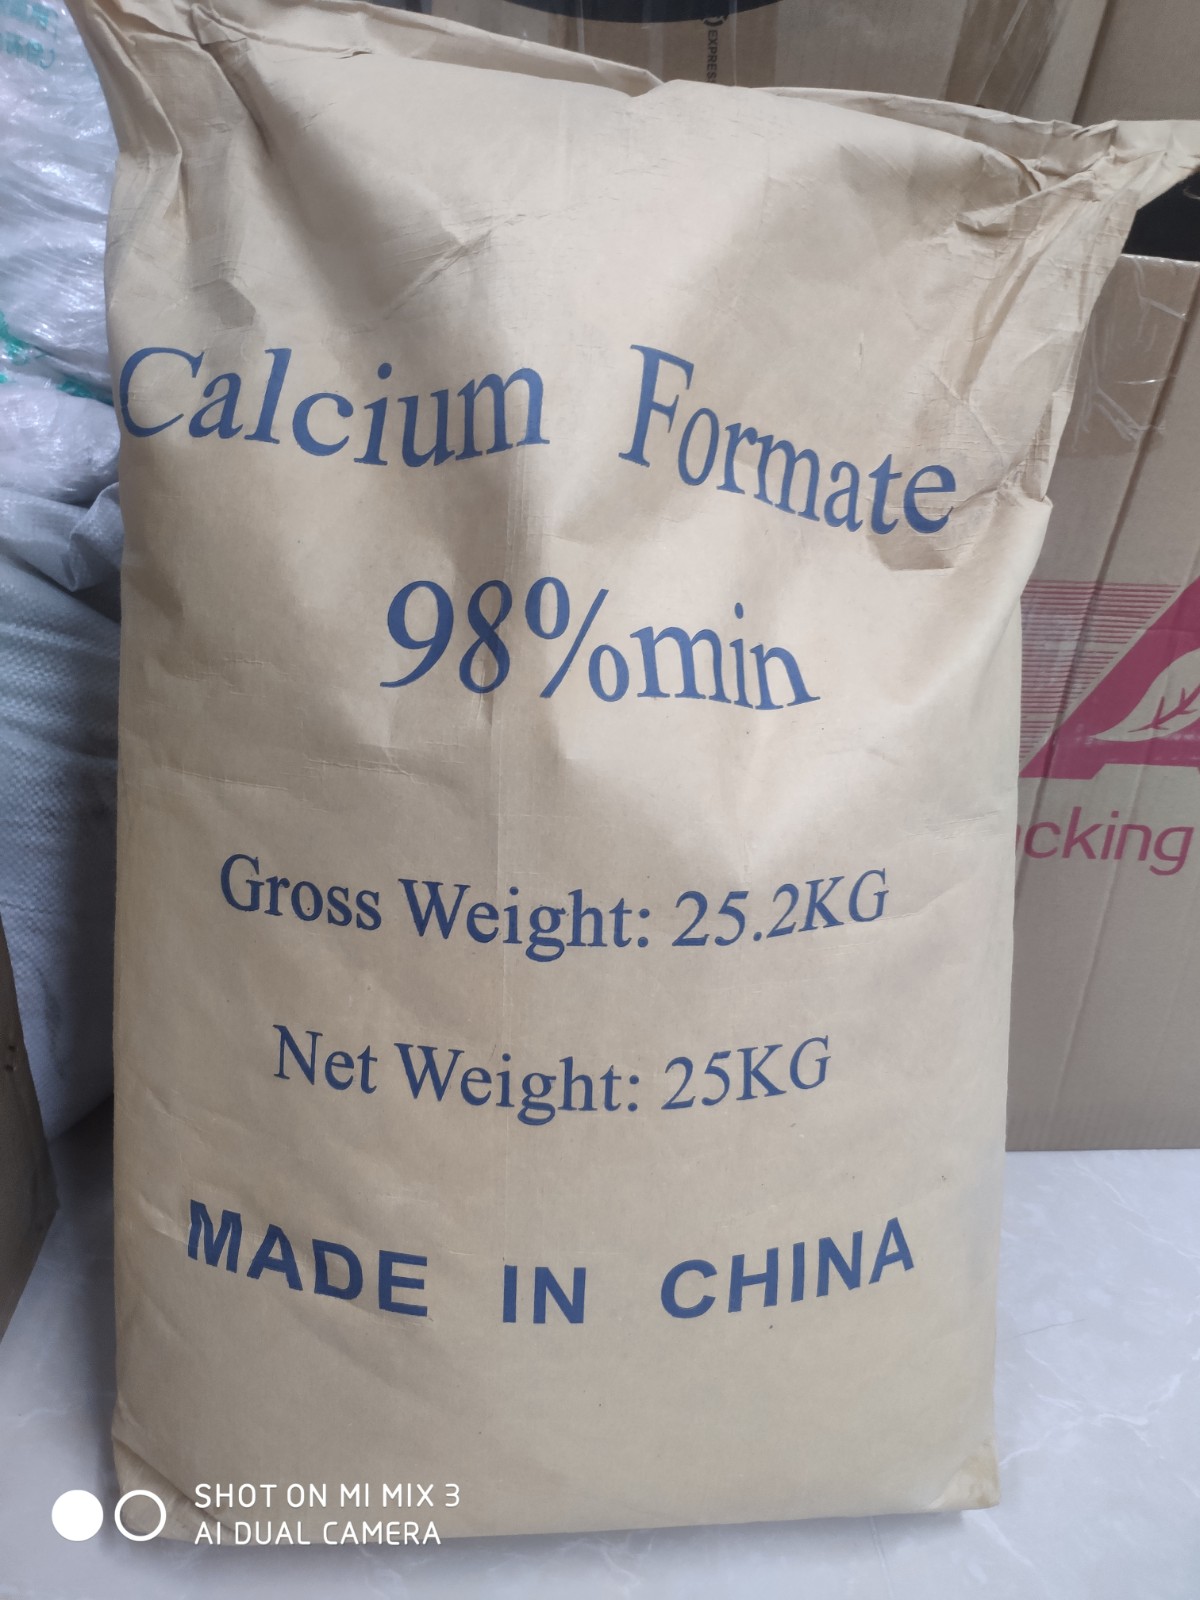 EXPRESS
Calcium Formate
98%min
Gross Weight: 25.2KG
Net Weight: 25KG
MADE IN CHINA
cking
SHOT ON MI MIX 3
AI DUAL CAMERA